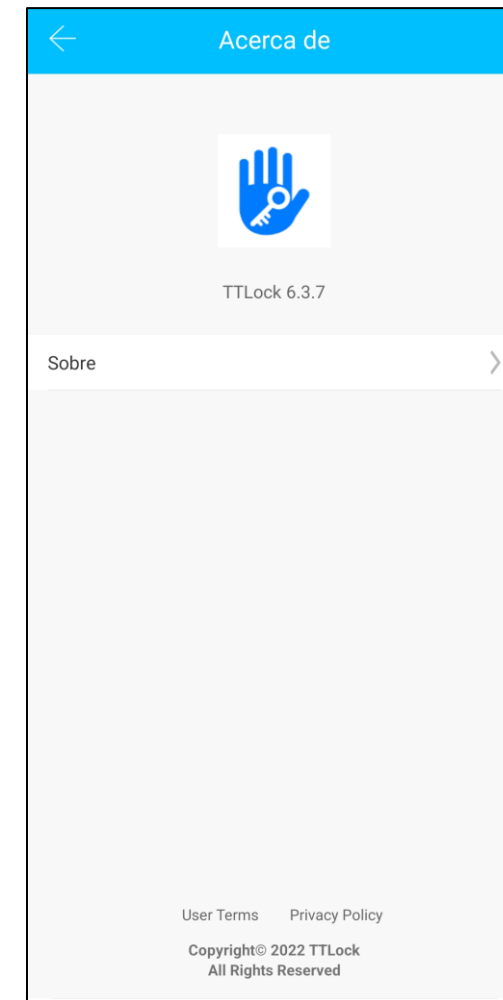 Acerca de
TTLock 6.3.7
Sobre
User Terms Privacy Policy
Copyright© 2022 TTLock
All Rights Reserved